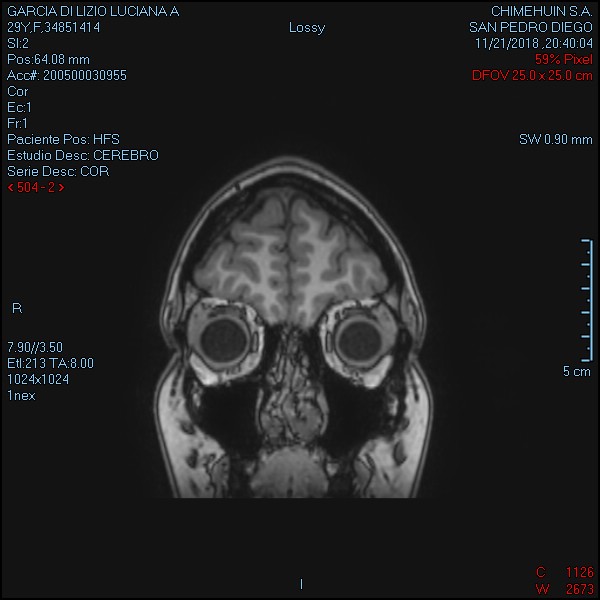 GARCIA DI LIZIO LUCIANA A
29Y,F,34851414
Sl:2
Pos:64.08 mm
Acc#: 200500030955
Cor
Ec:1
Fr:1
Paciente Pos: HFS
Estudio Desc: CEREBRO
Serie Desc: COR
< 504 - 2 >
Lossy
CHIMEHUIN S.A.
SAN PEDRO DIEGO
11/21/2018 ,20:40:04
59% Pixel
DFOV 25.0 x 25.0 cm
SW 0.90 mm
R
7.90//3.50
Etl:213 TA:8.00
1024x1024
1nex
5 cm
I
C 1126
W 2673